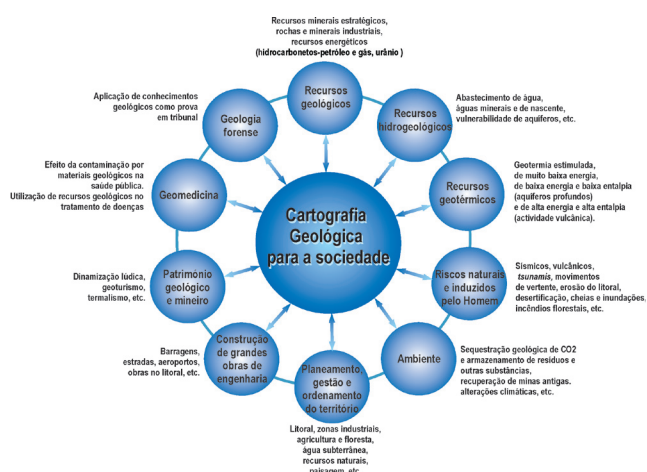 Recursos minerais estratégicos,
rochas e minerais industriais,
recursos energéticos
(hidrocarbonetos-petróleo e gás, urânio )
Recursos
geológicos
Abastecimento de água,
águas minerais e de nascente,
vulnerabilidade de aquíferos, etc.
Recursos
hidrogeológicos
Geotermia estimulada,
de muito baixa energia,
de baixa energia e baixa entalpia
(aquíferos profundos)
e de alta energia e alta entalpia
(actividade vulcânica).
Recursos
geotérmicos
Sísmicos, vulcânicos,
tsunamis, movimentos
de vertente, erosão do litoral,
desertificação, cheias e inundações,
incêndios florestais, etc.
Riscos naturais
e induzidos
pelo Homem
Sequestração geológica de CO2
e armazenamento de resíduos e
outras substâncias,
recuperação de minas antigas.
alterações climáticas, etc.
Ambiente
Planeamento,
gestão e
ordenamento
do território
Litoral, zonas industriais,
agricultura e floresta,
água subterrânea,
recursos naturais,
paisagem, etc
Construção
de grandes
obras de
engenharia
Barragens,
estradas, aeroportos,
obras no litoral, etc.
Património
geológico
e mineiro
Dinamização lúdica,
geoturismo,
termalismo, etc.
Geomedicina
Efeito da contaminação por
materiais geológicos na
saúde pública.
Utilização de recursos geológicos no
tratamento de doenças
Geologia
forense
Aplicação de conhecimentos
geológicos como prova
em tribunal
Cartografia
Geológica
para a sociedade